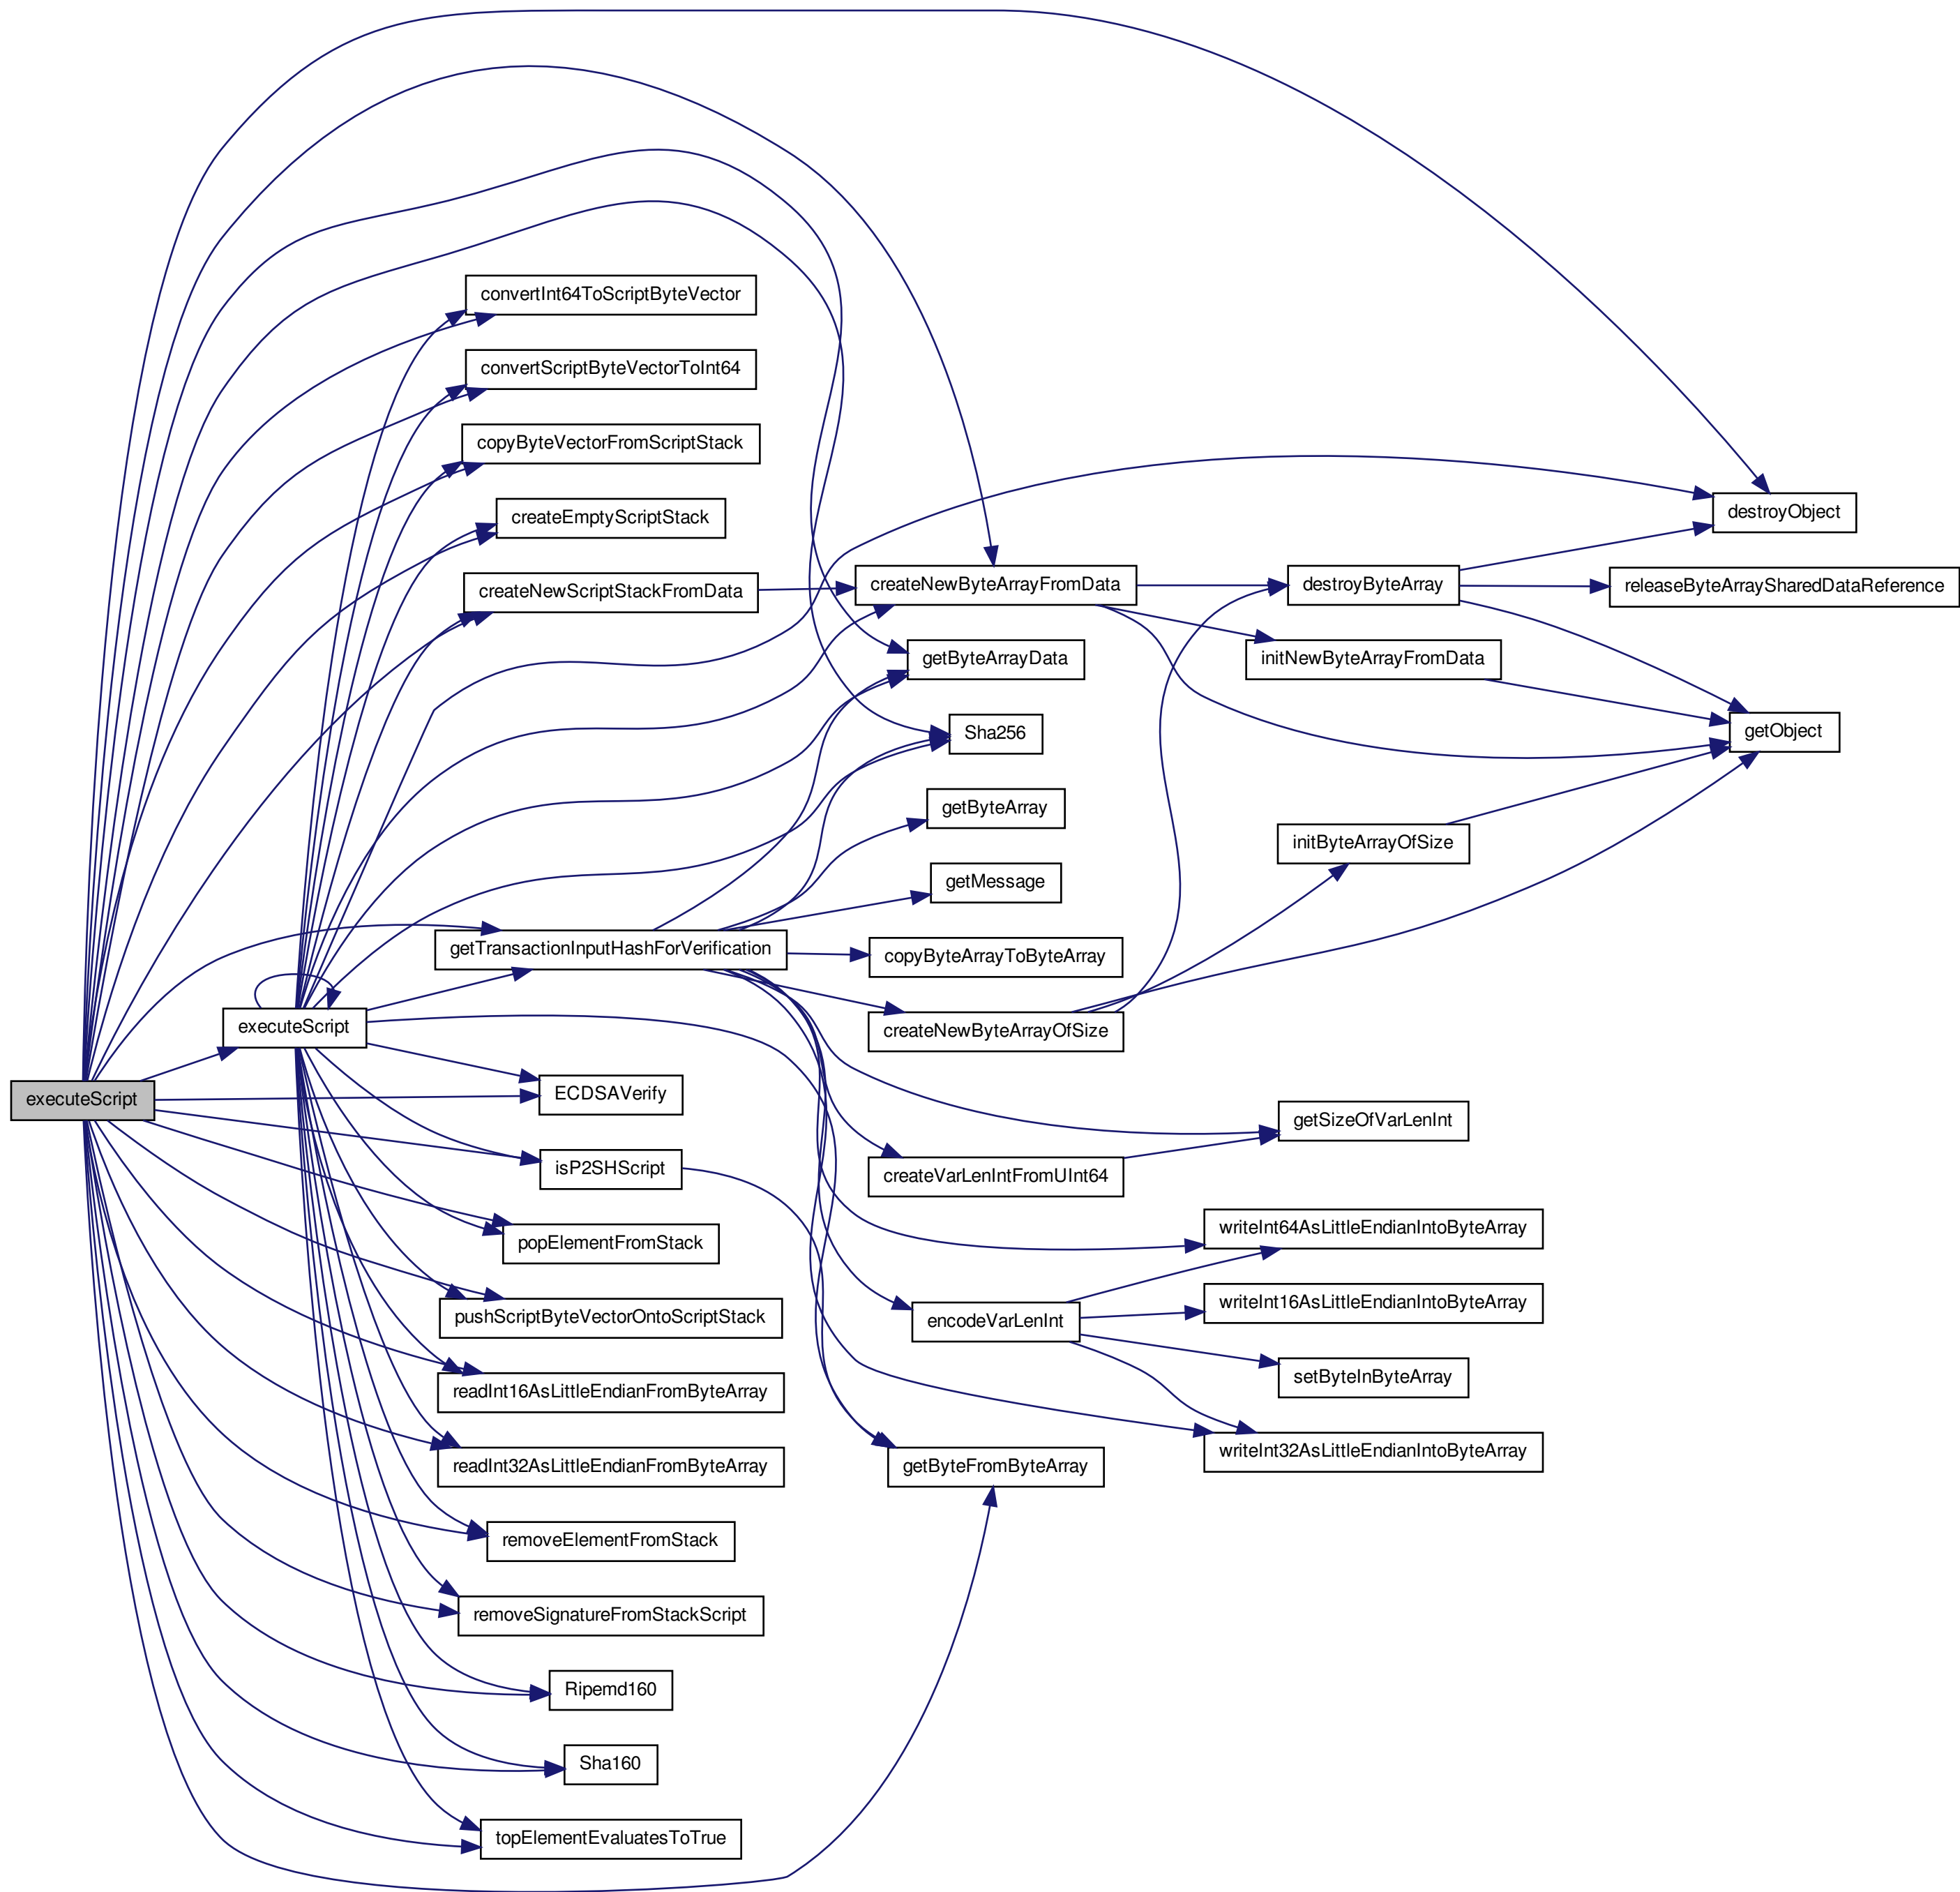 convertInt64ToScriptByteVector
convertScriptByteVectorToInt64
copyByteVectorFromScriptStack
createEmptyScriptStack
destroyObject
createNewScriptStackFromData
createNewByteArrayFromData
destroyByteArray
releaseByteArraySharedDataReference
getByteArrayData
initNewByteArrayFromData
Sha256
getObject
getByteArray
initByteArrayOfSize
getMessage
getTransactionInputHashForVerification
copyByteArrayToByteArray
executeScript
createNewByteArrayOfSize
executeScript
ECDSAVerify
getSizeOfVarLenInt
isP2SHScript
createVarLenIntFromUInt64
popElementFromStack
writeInt64AsLittleEndianIntoByteArray
pushScriptByteVectorOntoScriptStack
encodeVarLenInt
writeInt16AsLittleEndianIntoByteArray
readInt16AsLittleEndianFromByteArray
setByteInByteArray
readInt32AsLittleEndianFromByteArray
getByteFromByteArray
writeInt32AsLittleEndianIntoByteArray
removeElementFromStack
removeSignatureFromStackScript
Ripemd160
Sha160
topElementEvaluatesToTrue